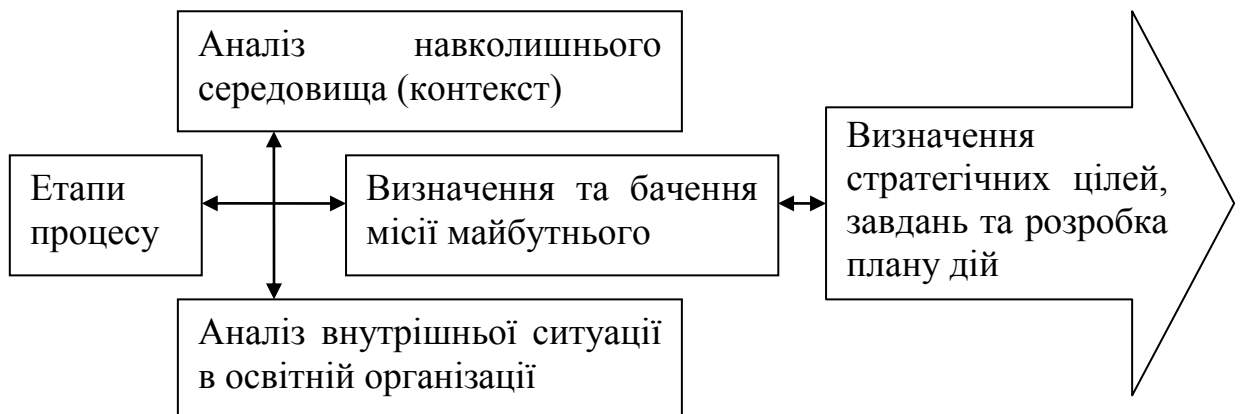 Аналіз навколишнього
середовища (контекст)
Етапи
процесу
Визначення та бачення
місії майбутнього
Визначення
стратегічних цілей,
завдань та розробка
плану дій
Аналіз внутрішньої ситуації
в освітній організації